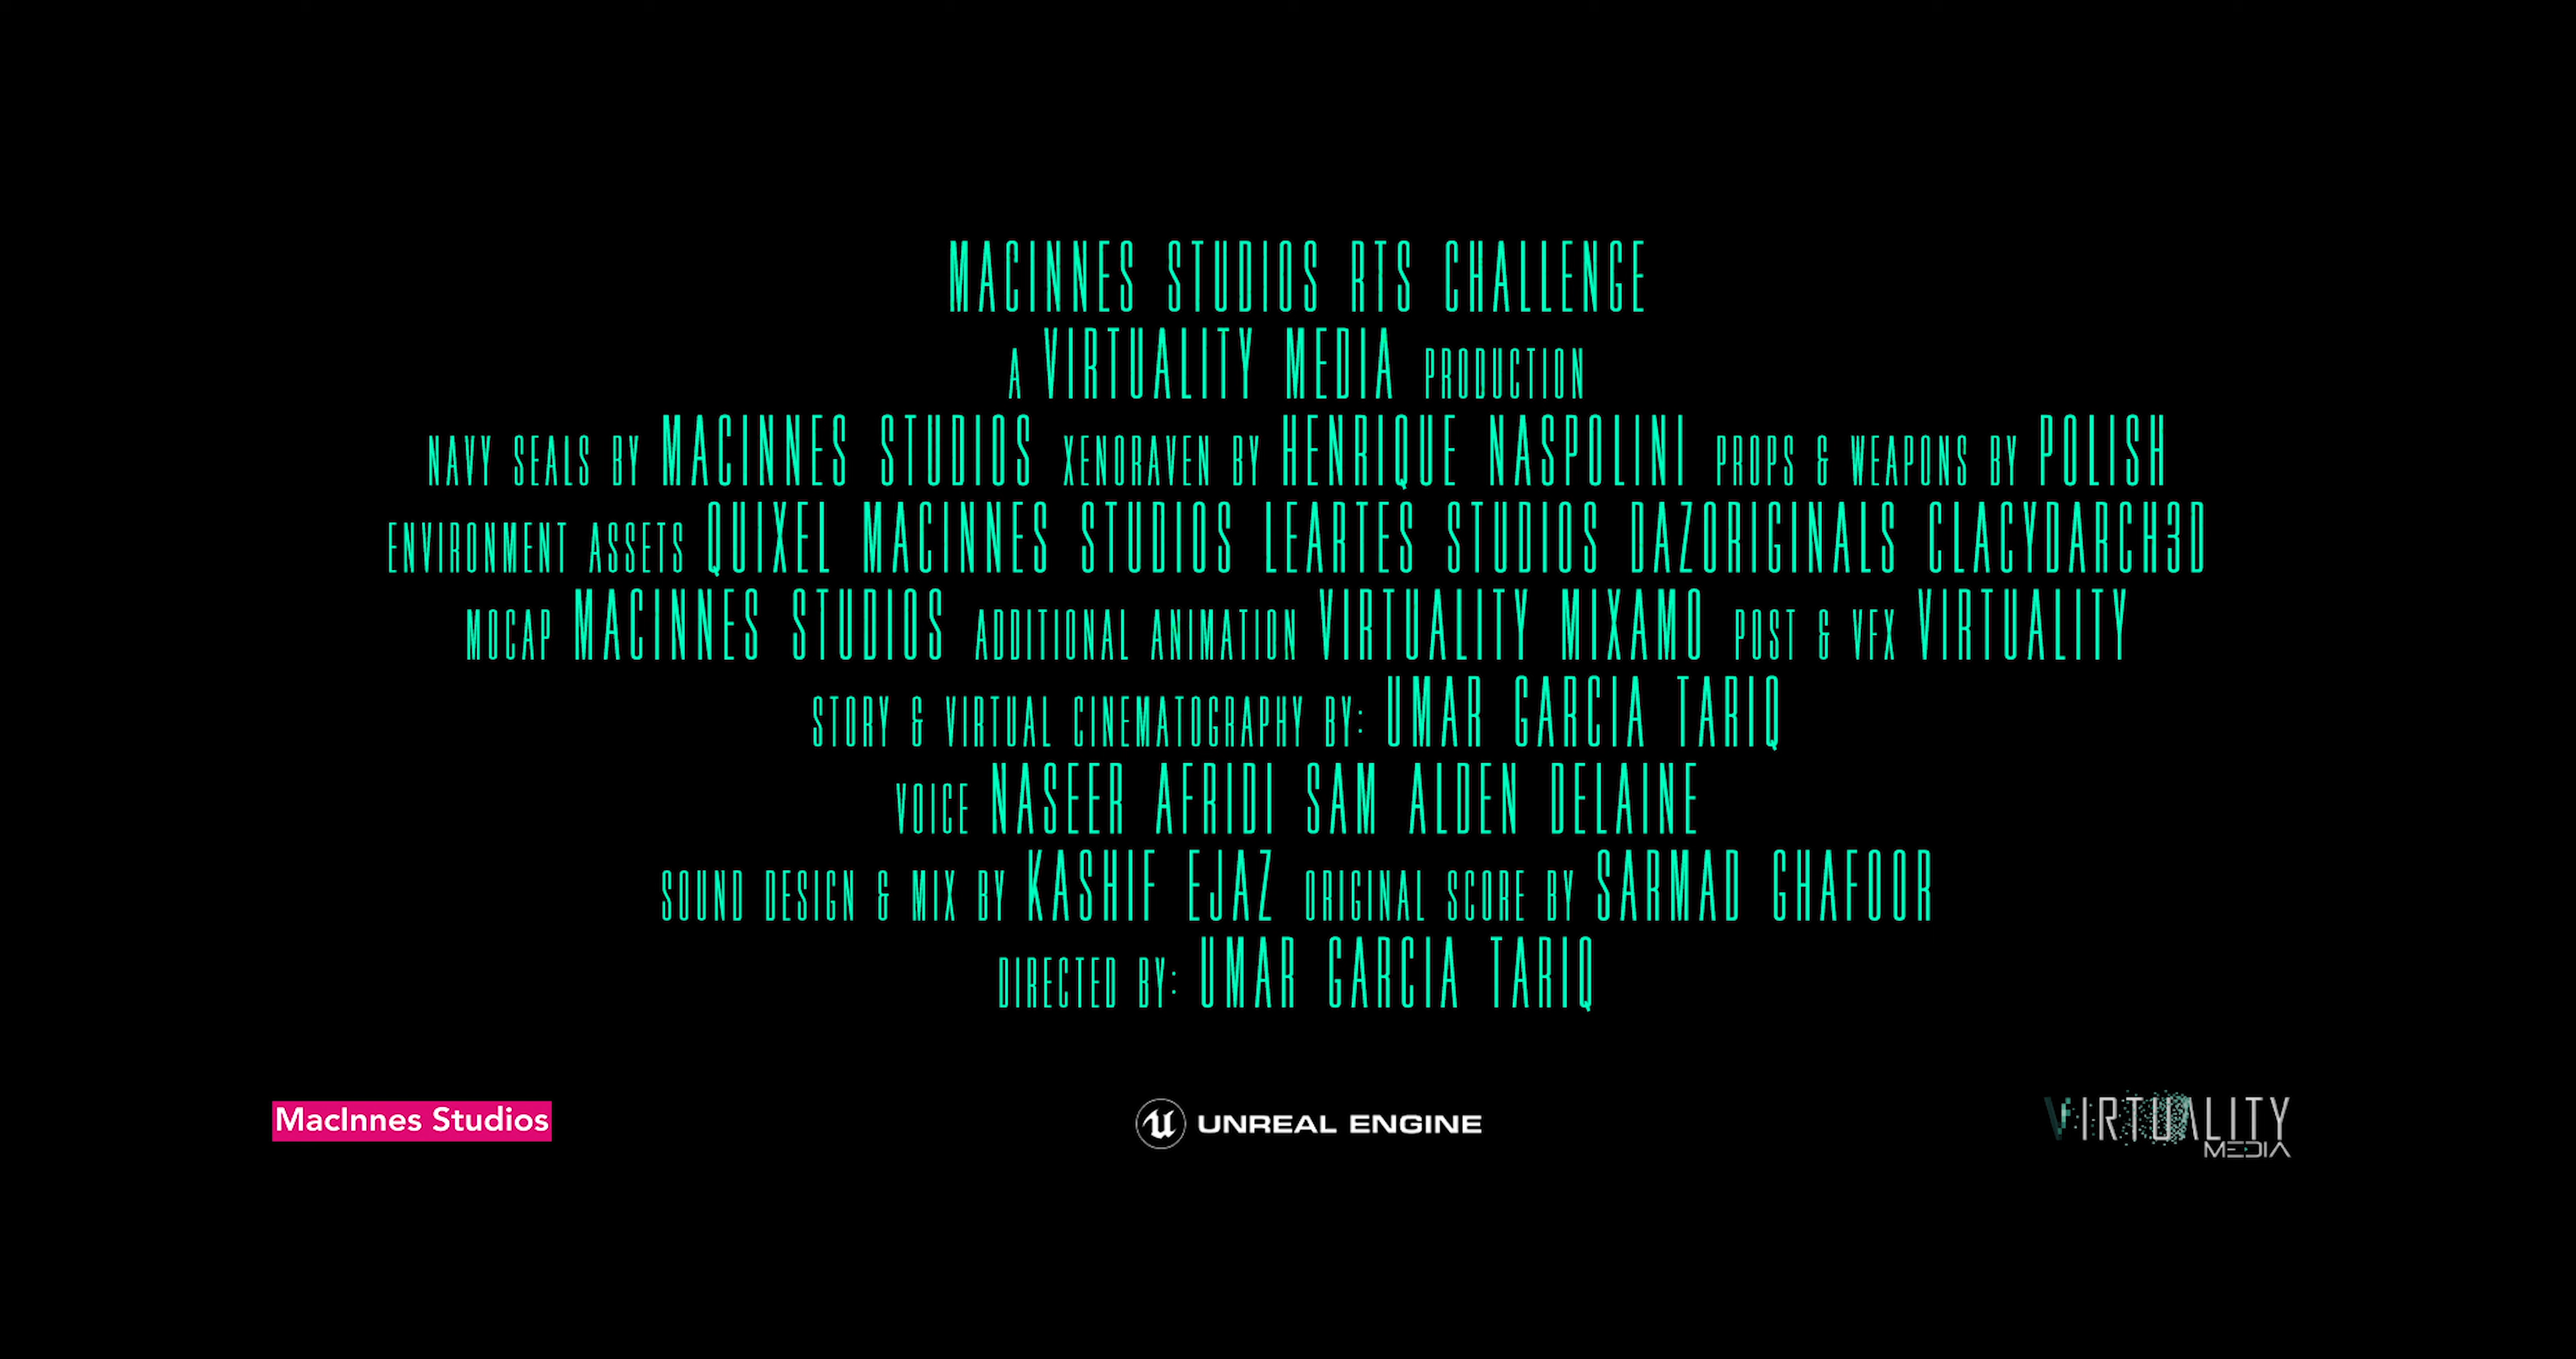 MACINNES STUDIOS RTS CHALLENGE
A VIRTUALITY MEDIA PRODUCTION
NAVY SEALS BY MACINNES STUDIOS XENORAVEN BY HENRIQUE NASPOLINI PROPS & WEAPONS BY POLISH
ENVIRONMENT ASSETS QUIXEL MACINNES STUDIOS LEARTES STUDIOS DAZORIGINALS CLACYDARCH3D
MOCAP MACINNES STUDIOS ADDITIONAL ANIMATION VIRTUALITY MIXAMO POST & VFX VIRTUALITY
STORY & VIRTUAL CINEMATOGRAPHY BY: UMAR GARCIA TARIQ
VOICE NASEER AFRIDI SAM ALDEN DELAINE
SOUND DESIGN & MIX BY KASHIF EJAZ ORIGINAL SCORE BY SARMAD GHAFOOR
DIRECTED BY: UMAR GARCIA TARIQ
MacInnes Studios
UNREAL ENGINE
VIRTUALITY
MEDIA